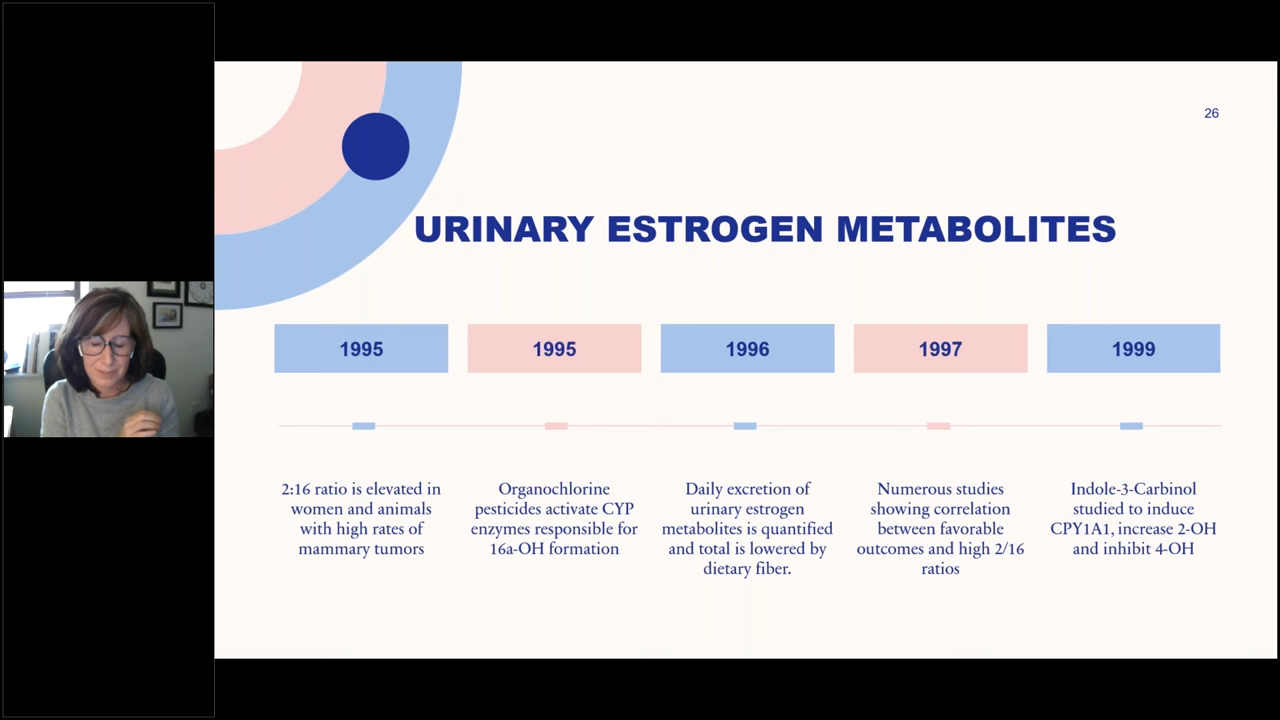 26
URINARY ESTROGEN METABOLITES
1995
2:16 ratio is elevated in
women and animals
with high rates of
mammary tumors
1995
Organochlorine
pesticides activate CYP
enzymes responsible for
16a-OH formation
1996
Daily excretion of
urinary estrogen
metabolites is quantified
and total is lowered by
dietary fiber.
1997
Numerous studies
showing correlation
between favorable
outcomes and high 2/16
ratios
1999
Indole-3-Carbinol
studied to induce
CPY1A1, increase 2-OH
and inhibit 4-OH